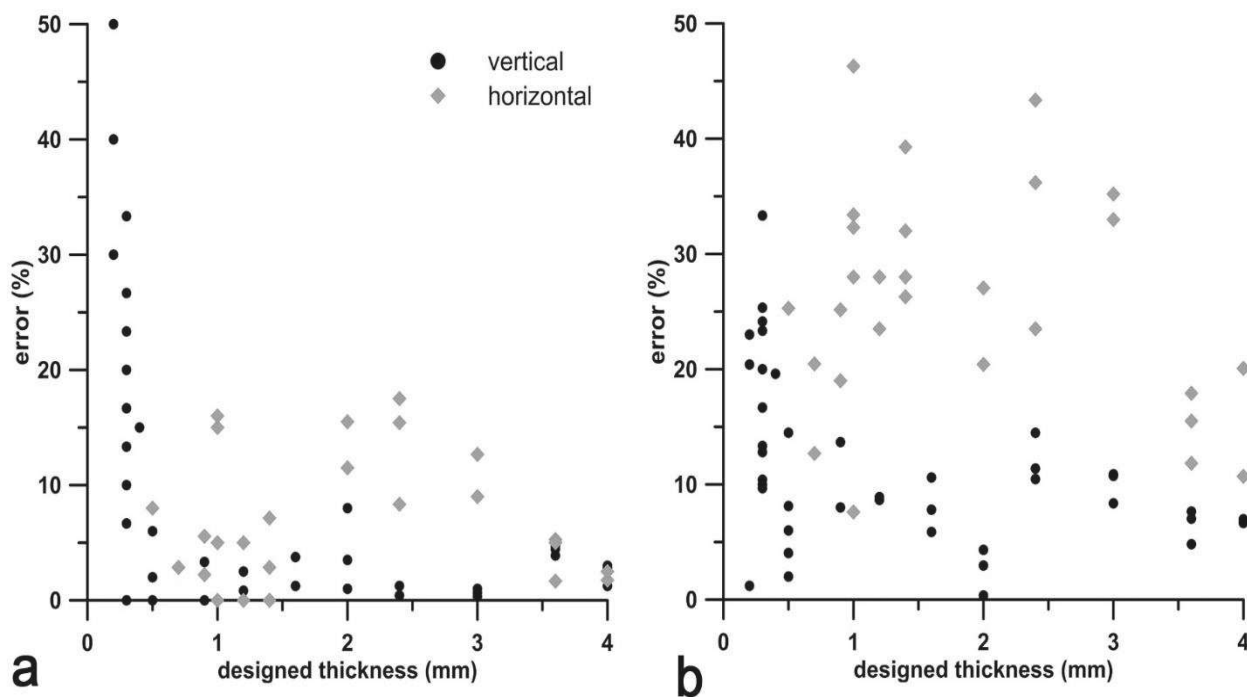 50
40
30
20
10
0
error (%)
vertical
horizontal
0 1 2 3 4
designed thickness (mm)
a
50
40
30
20
10
0
error (%)
0 1 2 3 4
designed thickness (mm)
b